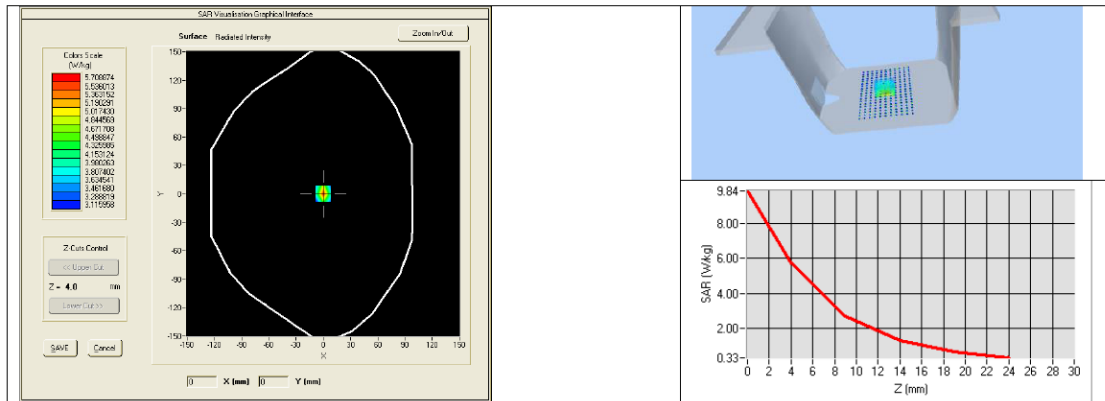 SAR Visualisation Graphical Interface
Surface Radiated Intensity
Zoom In/Out
Colors Scale
(W/kg)
5.708874
5.536013
5.363152
5.190291
5.017430
4.844569
4.671708
4.498847
4.325985
4.153124
3.980263
3.807402
3.634541
3.461680
3.288819
3.115958
Z-Cuts Control
<< Upper Cut
Z = 4.0 mm
Lower Cut >>
SAVE Cancel
150
120
90
60
30
0
-30
-60
-90
-120
-150
Y
-150 -120 -90 -60 -30 0 30 60 90 120 150
X
0 X (mm) 0 Y (mm)
9.84
8.00
6.00
4.00
2.00
0.33
SAR (W/kg)
0 2 4 6 8 10 12 14 16 18 20 22 24 26 28 30
Z (mm)